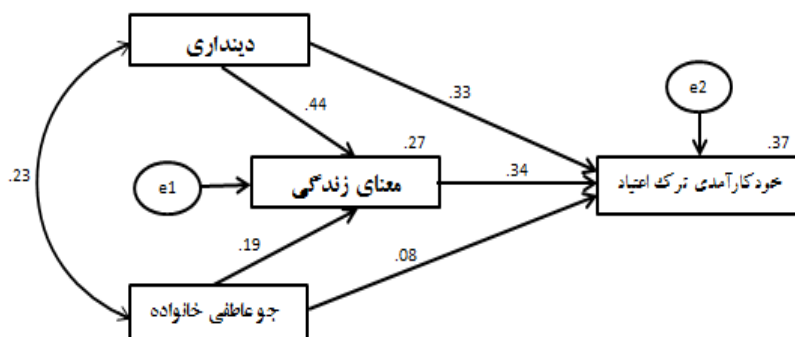 دینداری
e2
.33
.44
.37
.27
.23
معنای زندگی
.34
خودکارآمدی ترک اعتیاد
e1
.19
.08
جو عاطفی خانواده